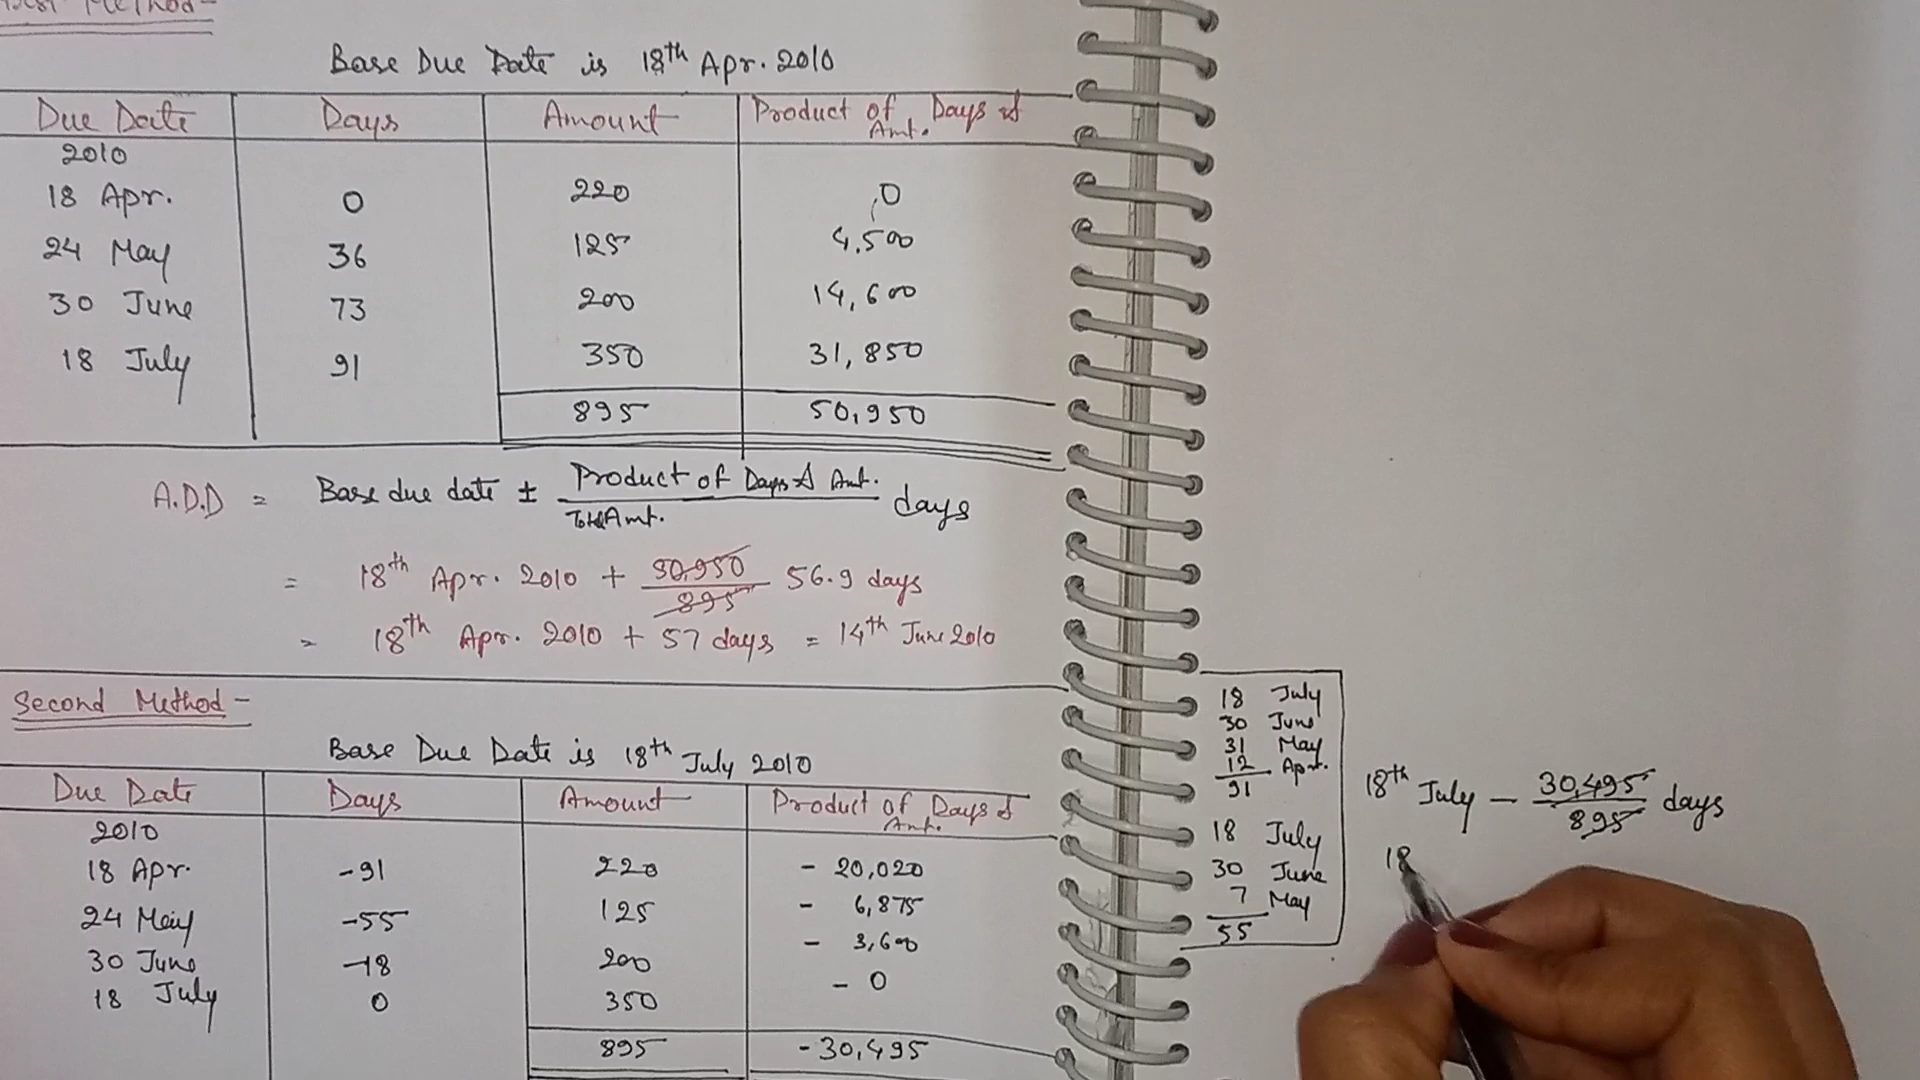 Method-
Base Due Date is 18th Apr. 2010
Due Date Days Amount Product of Days &
Amt.
2010
18 Apr. 0 220 0
24 May 36 125 4,500
30 June 73 200 14,600
18 July 91 350 31,850
895 50,950
A.D.D = Base due date ± Product of Days & Amt. days
Total Amt.
= 18th Apr. 2010 + 50,950 56.9 days
895
= 18th Apr. 2010 + 57 days = 14th June 2010
Second Method-
Base Due Date is 18th July 2010
Due Date Days Amount Product of Days &
Amt.
2010
18 Apr. -91 220 - 20,020
24 May -55 125 - 6,875
30 June -18 200 - 3,600
18 July 0 350 - 0
895 -30,495
18 July
30 June
31 May
12 Apr.
91
18 July
30 June
7 May
55
18th July - 30,495 days
895
18